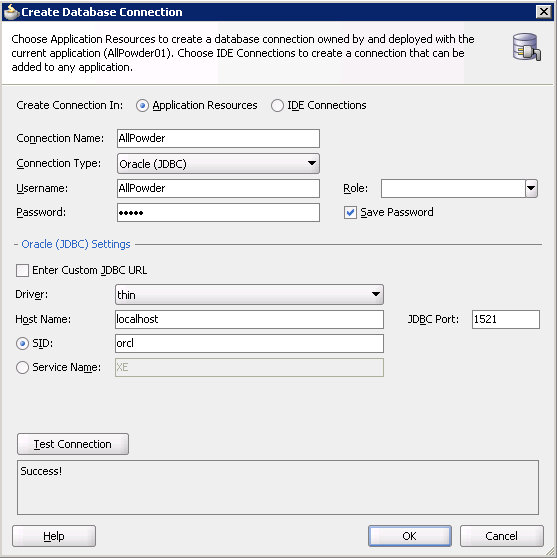 Create Database Connection
Choose Application Resources to create a database connection owned by and deployed with the
current application (AllPowder01). Choose IDE Connections to create a connection that can be
added to any application.
Create Connection In: Application Resources IDE Connections
Connection Name: AllPowder
Connection Type: Oracle (JDBC)
Username: AllPowder Role:
Password: ••••• Save Password
Oracle (JDBC) Settings
Enter Custom JDBC URL
Driver: thin
Host Name: localhost JDBC Port: 1521
SID: orcl
Service Name: XE
Test Connection
Success!
Help OK Cancel